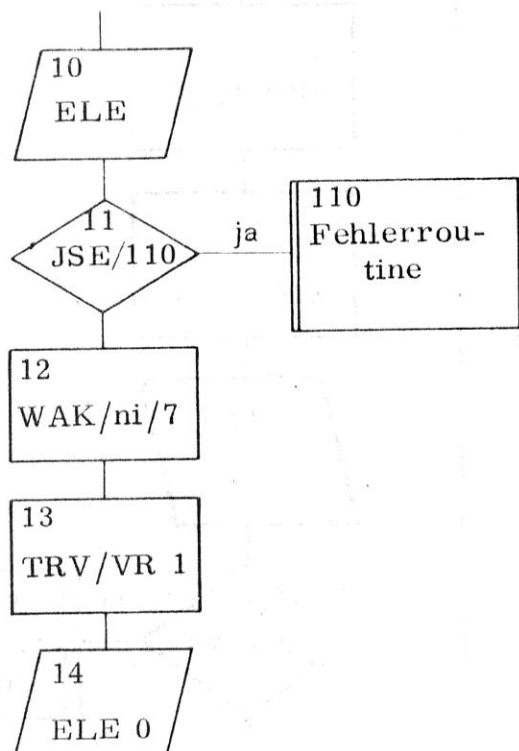 10
ELE
11
JSE/110
ja
110
Fehlerrou-
tine
12
WAK/ni/7
13
TRV/VR 1
14
ELE 0